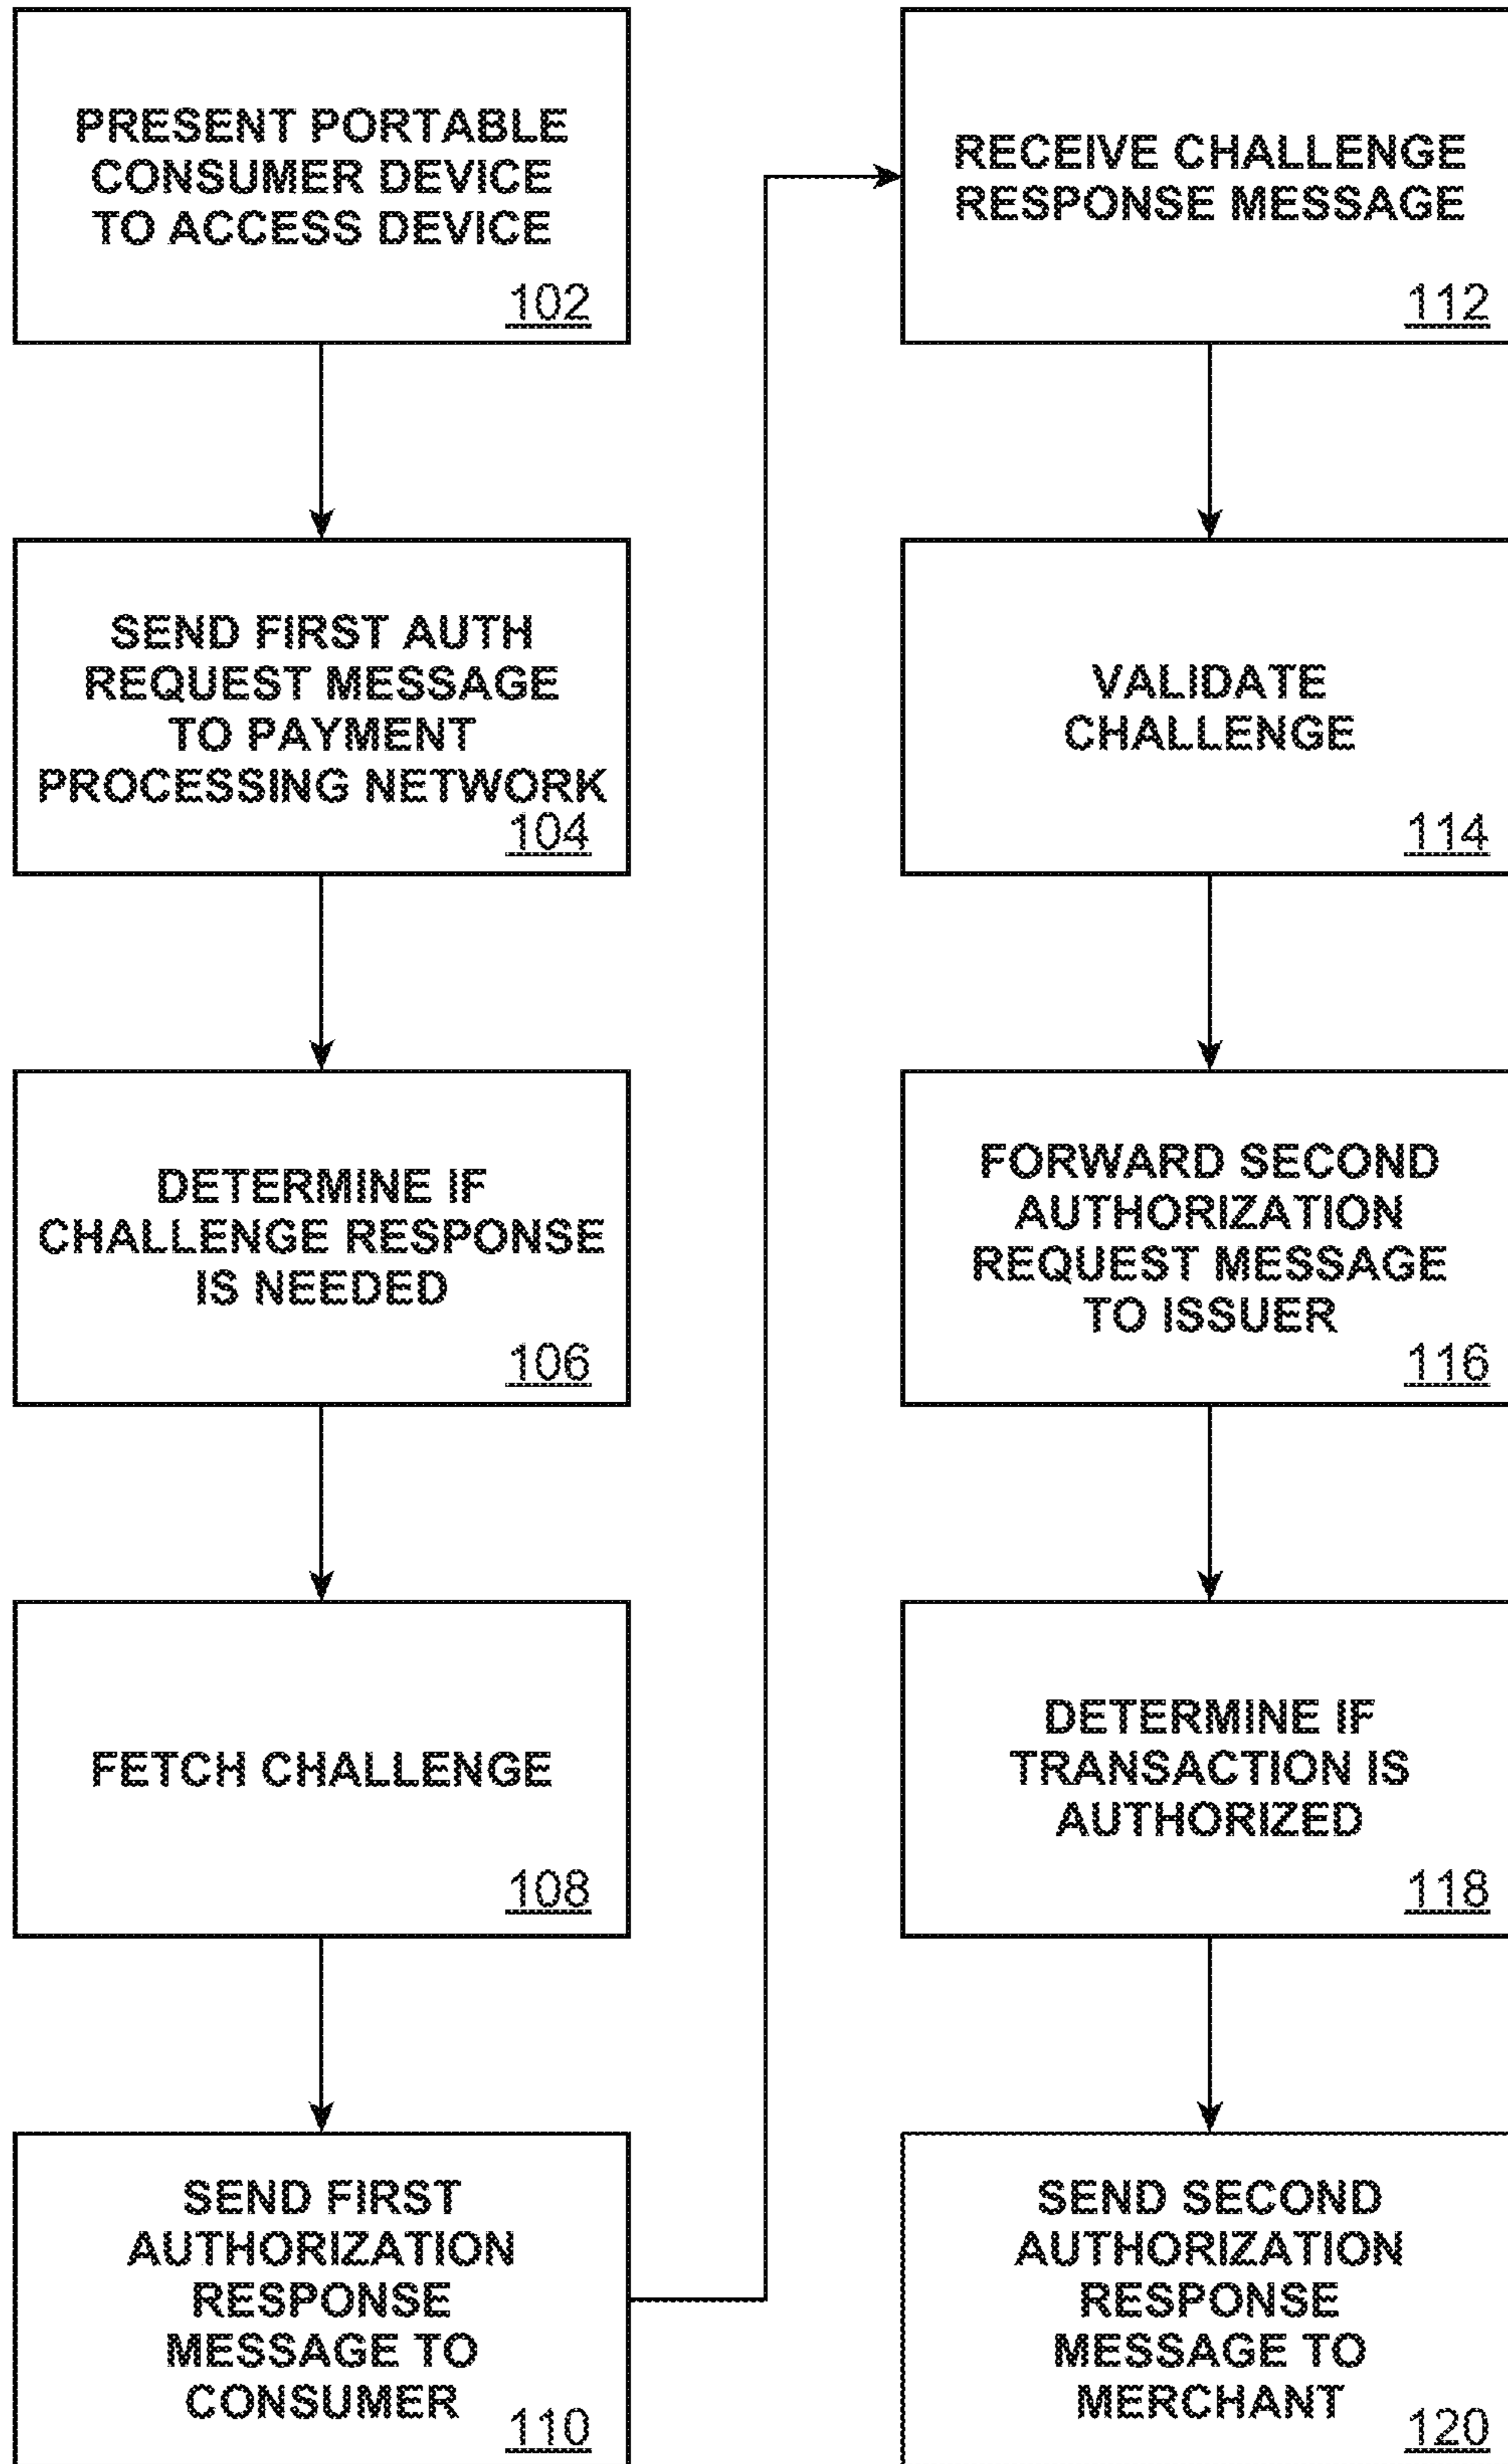 PRESENT PORTABLE
CONSUMER DEVICE
TO ACCESS DEVICE
102
SEND FIRST AUTH
REQUEST MESSAGE
TO PAYMENT
PROCESSING NETWORK
104
DETERMINE IF
CHALLENGE RESPONSE
IS NEEDED
106
FETCH CHALLENGE
108
SEND FIRST
AUTHORIZATION
RESPONSE
MESSAGE TO
CONSUMER
110
RECEIVE CHALLENGE
RESPONSE MESSAGE
112
VALIDATE
CHALLENGE
114
FORWARD SECOND
AUTHORIZATION
REQUEST MESSAGE
TO ISSUER
116
DETERMINE IF
TRANSACTION IS
AUTHORIZED
118
SEND SECOND
AUTHORIZATION
RESPONSE
MESSAGE TO
MERCHANT
120